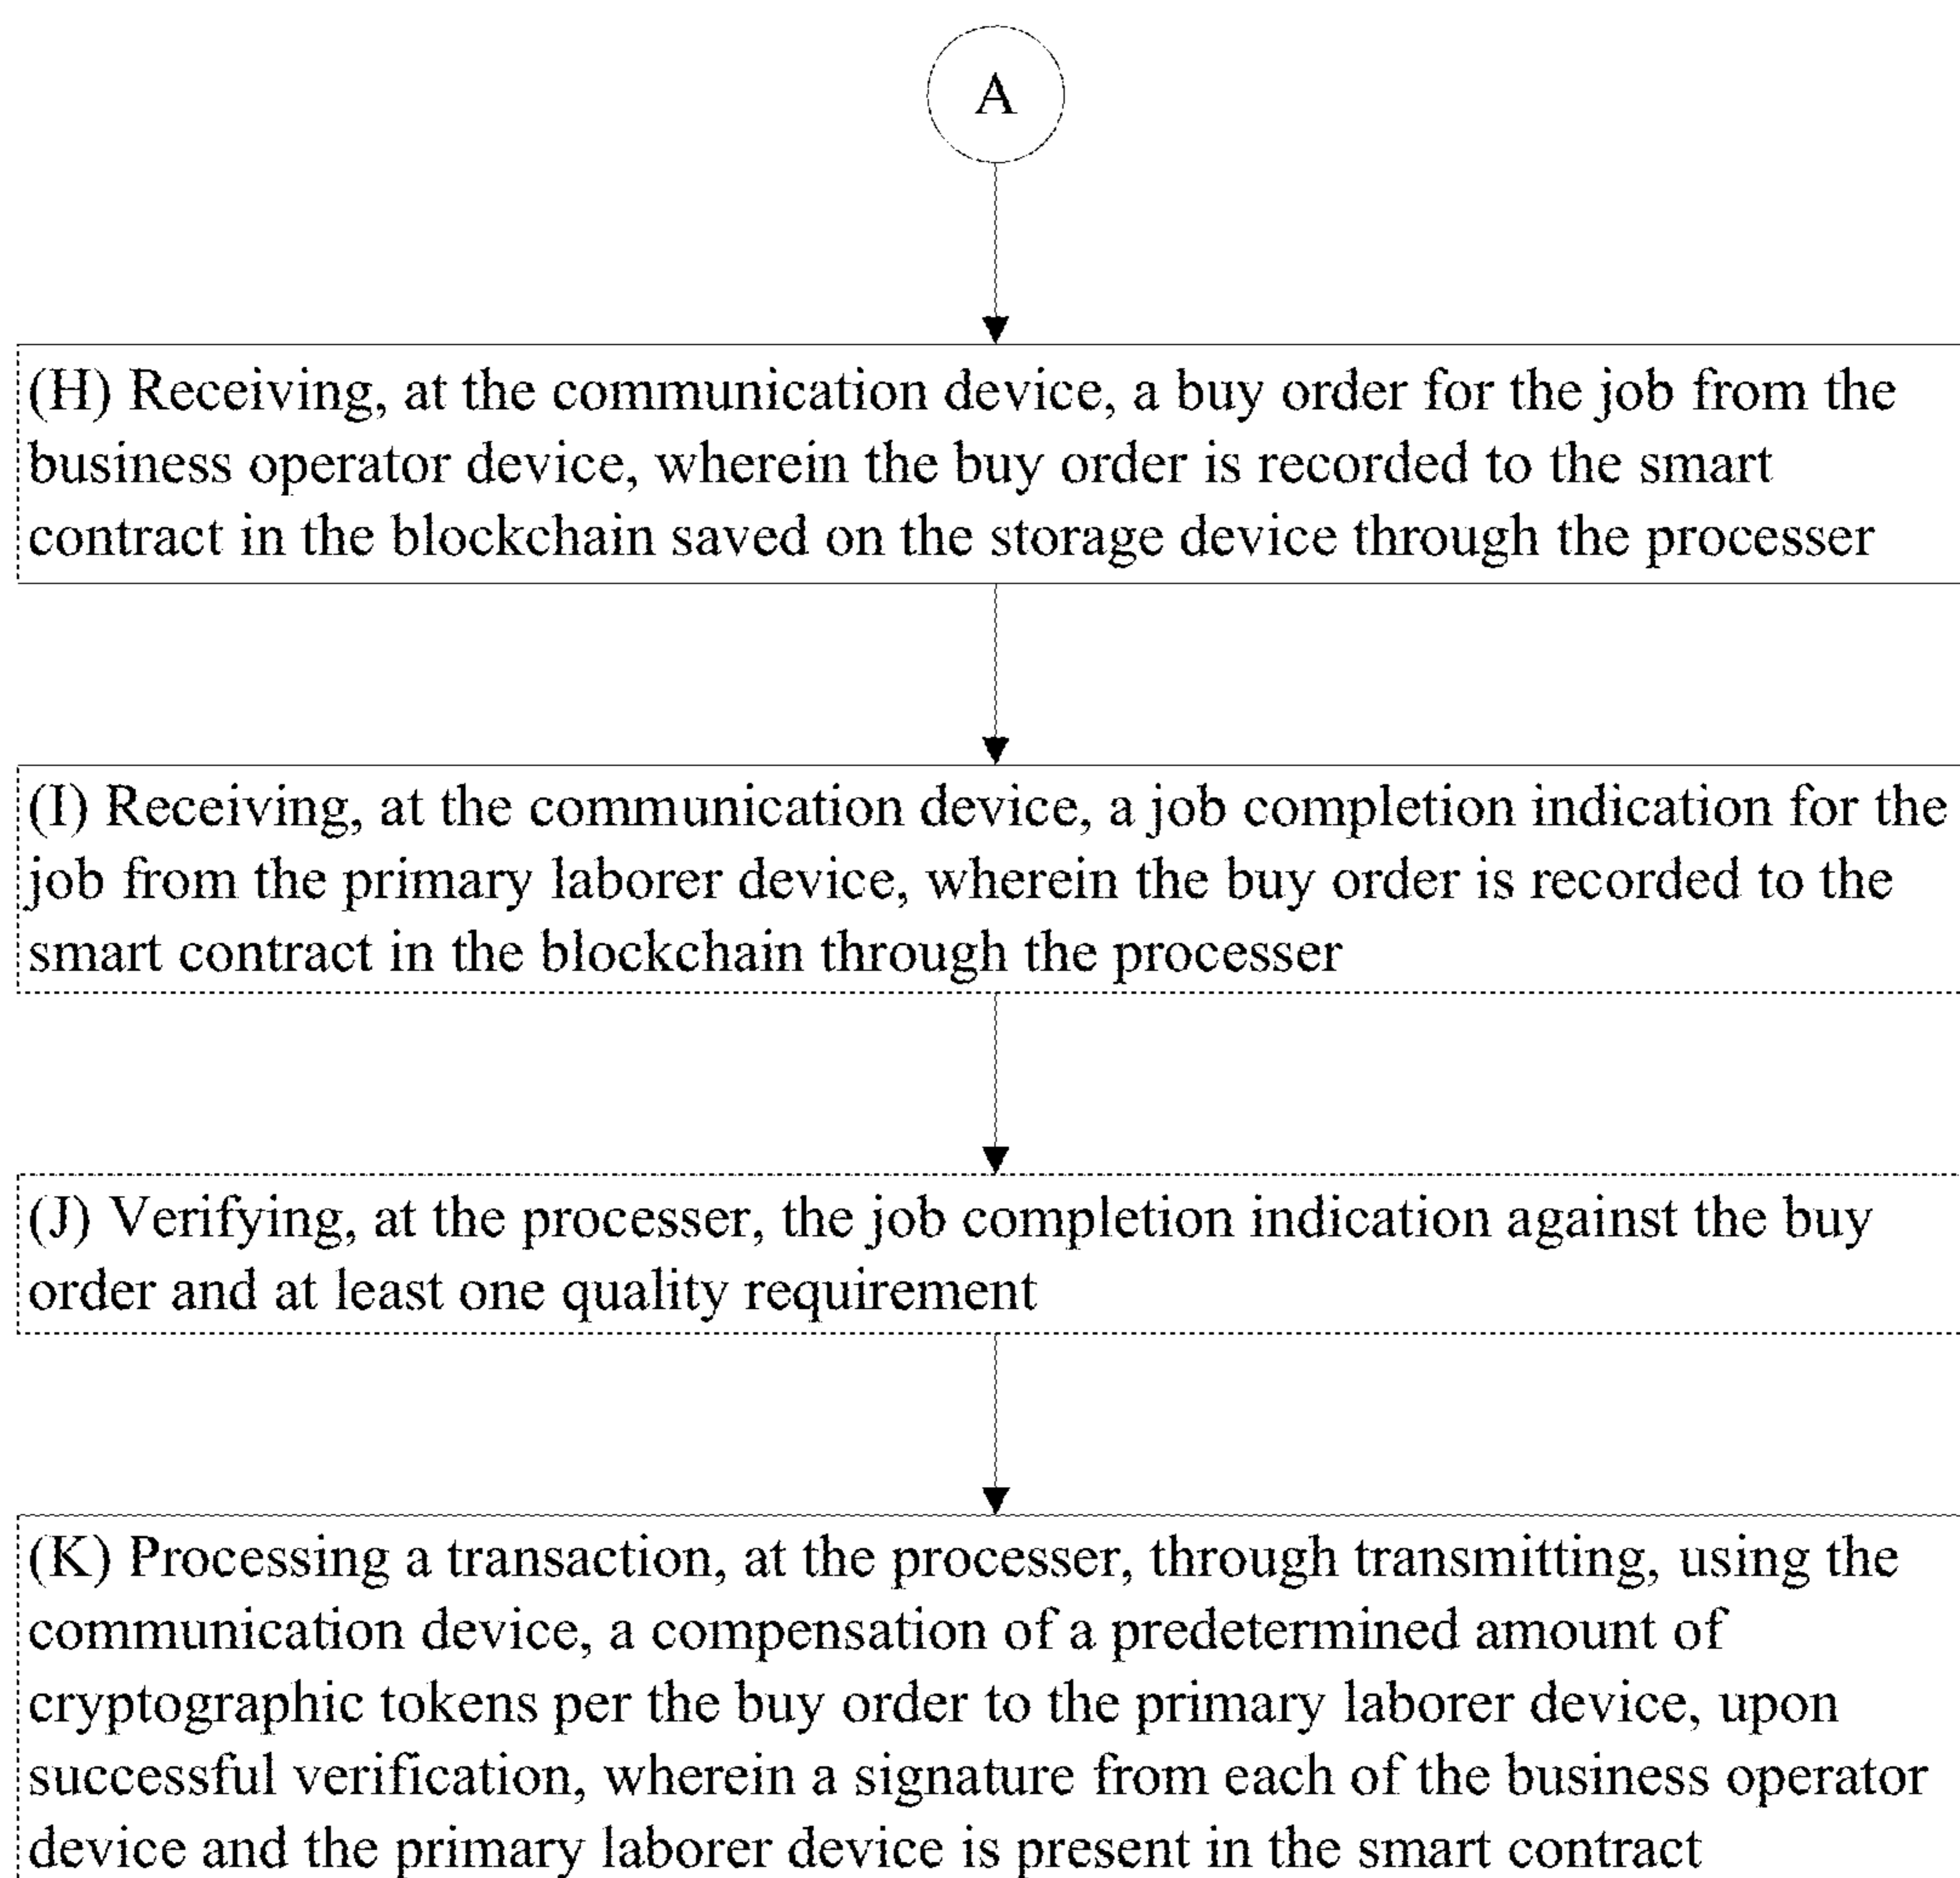 A
(H) Receiving, at the communication device, a buy order for the job from the
business operator device, wherein the buy order is recorded to the smart
contract in the blockchain saved on the storage device through the processer
(I) Receiving, at the communication device, a job completion indication for the
job from the primary laborer device, wherein the buy order is recorded to the
smart contract in the blockchain through the processer
(J) Verifying, at the processer, the job completion indication against the buy
order and at least one quality requirement
(K) Processing a transaction, at the processer, through transmitting, using the
communication device, a compensation of a predetermined amount of
cryptographic tokens per the buy order to the primary laborer device, upon
successful verification, wherein a signature from each of the business operator
device and the primary laborer device is present in the smart contract